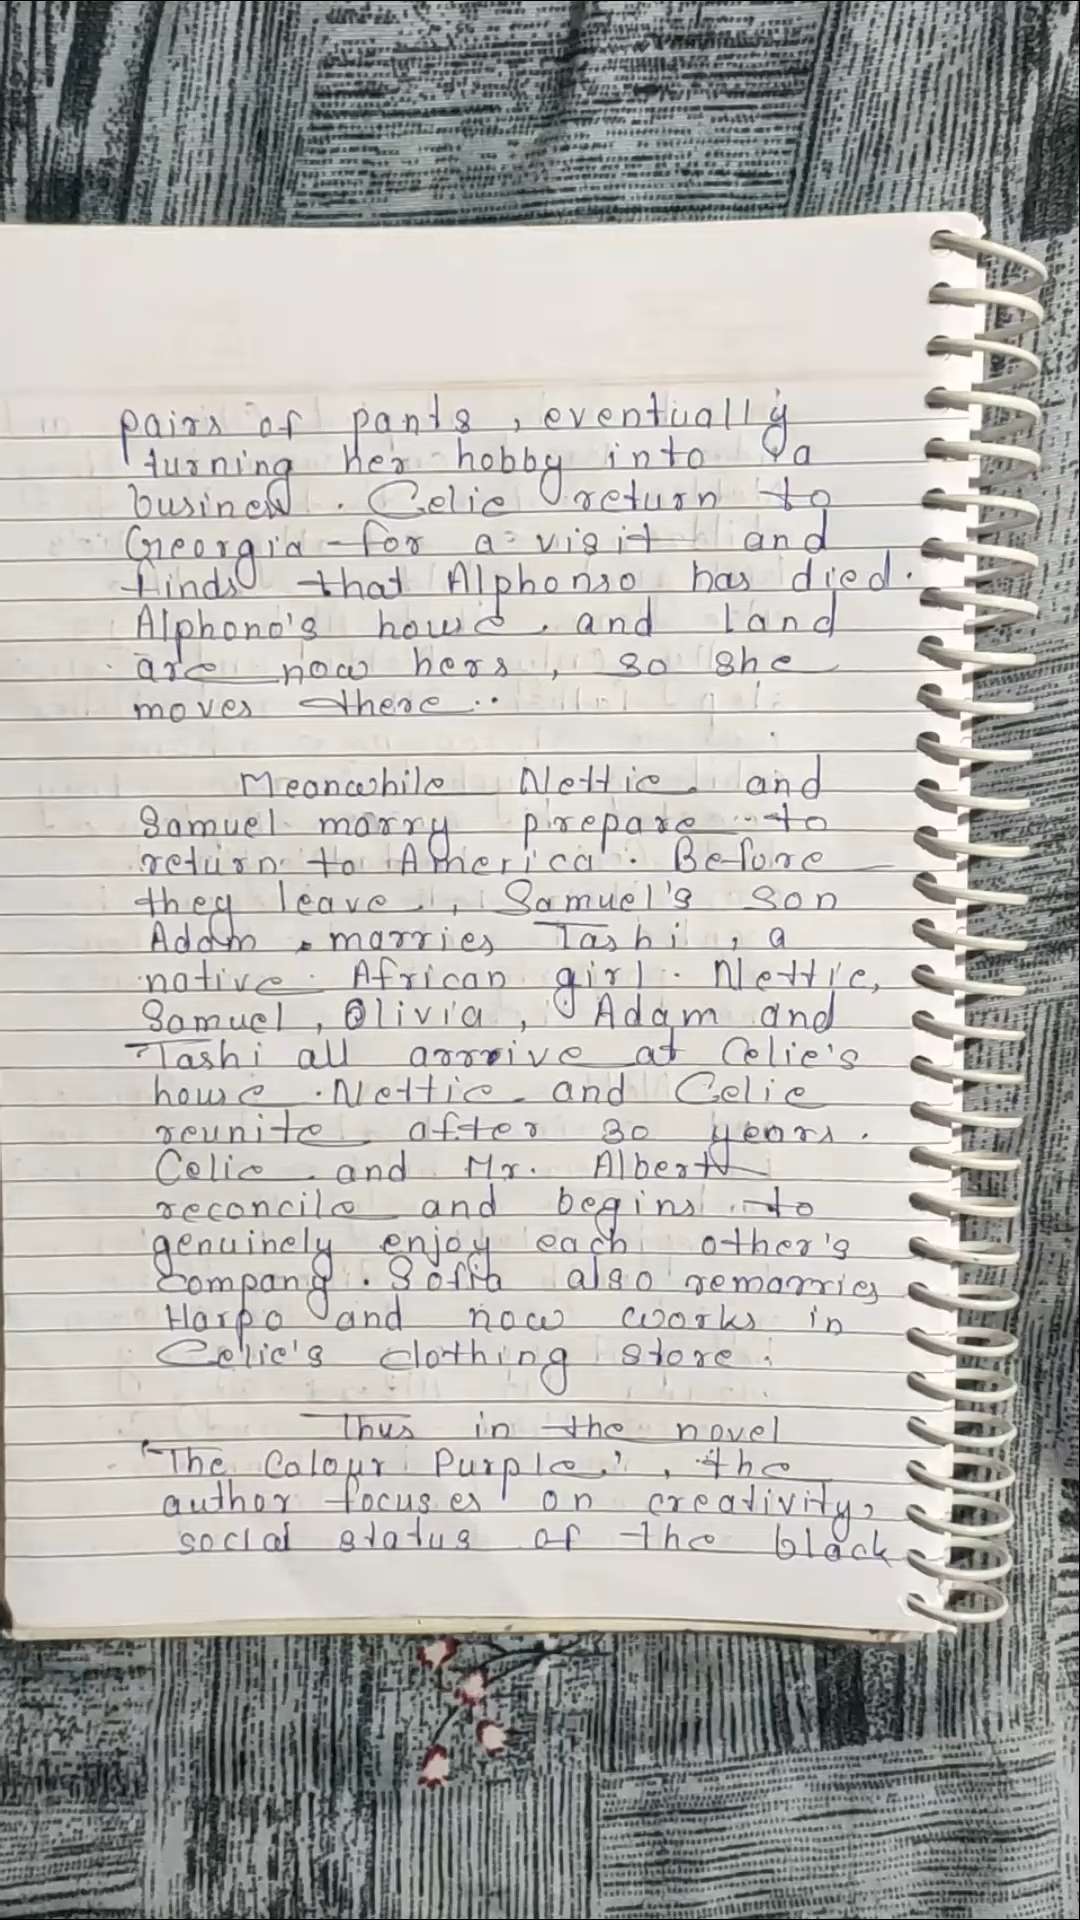 pairs of pants, eventually
turning her hobby into a
business. Celie return to
Georgia for a visit and
finds that Alphonso has died.
Alphono's house and land
are now hers, so she
moves there.
Meanwhile Nettie and
Samuel marry prepare to
return to America. Before
they leave, Samuel's son
Adam marries Tashi, a
native African girl. Nettie,
Samuel, Olivia, Adam and
Tashi all arrive at Celie's
house. Nettie and Celie
reunite after 30 years.
Celie and Mr. Albert
reconcile and begins to
genuinely enjoy each other's
company. Sofia also remarries
Harpo and now works in
Celie's clothing store.
Thus in the novel
'The Colour Purple', the
author focuses on creativity,
social status of the black